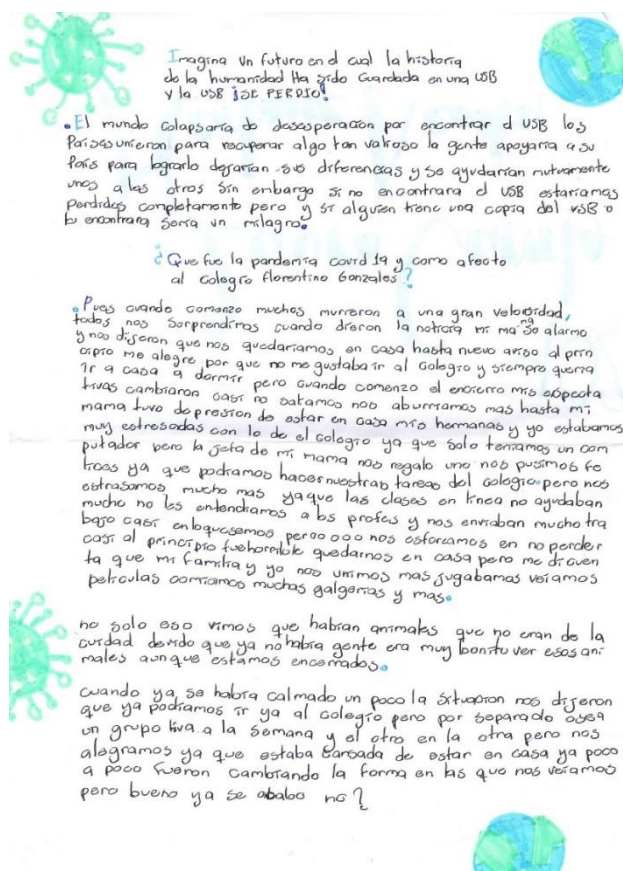 Imagina un futuro en el cual la historia
de la humanidad Ha sido Guardada en una USB
y la USB ¡SE PERDIO!
El mundo colapsaria de desesperacion por encontrar el USB los
Paises unieron para recuperar algo tan valioso la gente apoyaria a su
Pais para lograrlo dejarian sus diferencias y se ayudarian mutuamente
unos a los otros sin embargo si no encontrara el USB estariamos
perdidos completamente pero y si alguien tiene una copia del USB o
lo encontrara seria un milagro.
¿Que fue la pandemia covid 19 y como afecto
al colegio florentino Gonzales?
Pues cuando comenzo muchos murieron a una gran velocidad,
todos nos sorprendimos cuando dieron la noticia mi mamá se alarmo
y nos dijeron que nos quedariamos en casa hasta nuevo aviso al prin
cipio me alegre por que no me gustaba ir al colegio y siempre queria
ir a casa a dormir pero cuando comenzo el encierro mis expecta
tivas cambiaron casi no salamos nos aburriamos mas hasta mi
mama tuvo depresion de estar en casa mis hermanas y yo estabamos
muy estresadas con lo de el colegio ya que solo teniamos un com
putador pero la jefa de mi mama nos regalo uno nos pusimos fe
lices ya que podiamos hacer nuestras tareas del colegio pero nos
estrasamos mucho mas ya que las clases en linea no ayudaban
mucho no les entendiamos a los profes y nos enviaban mucho tra
bajo casi enloquesemos peroooo nos esforzamos en no perder
casi al principio fue horrible quedarnos en casa pero me di cuen
ta que mi familia y yo nos unimos mas jugabamos veiamos
peliculas comiamos muchas galgerias y mas.
no solo eso vimos que habian animales que no eran de la
ciudad devido que ya no habia gente era muy bonitu ver esos ani
males aunque estamos encerrados.
cuando ya se habia calmado un poco la situacion nos dijeron
que ya podiamos ir ya al colegio pero por separado osea
un grupo iva a la semana y el otro en la otra pero nos
alegramos ya que estaba cansada de estar en casa ya poco
a poco fueron cambiando la forma en las que nos veiamos
pero bueno ya se acabo no?